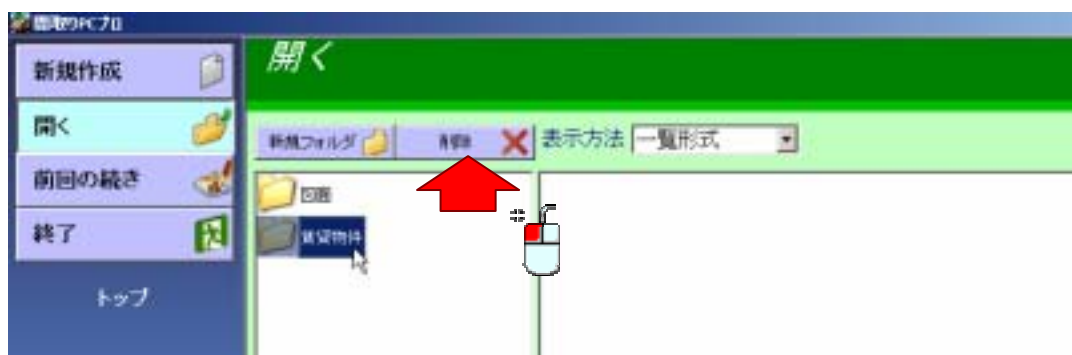 間取りPCプロ
新規作成
開く
前回の続き
終了
トップ
開く
新規フォルダ
削除
表示方法
一覧形式
図面
賃貸物件